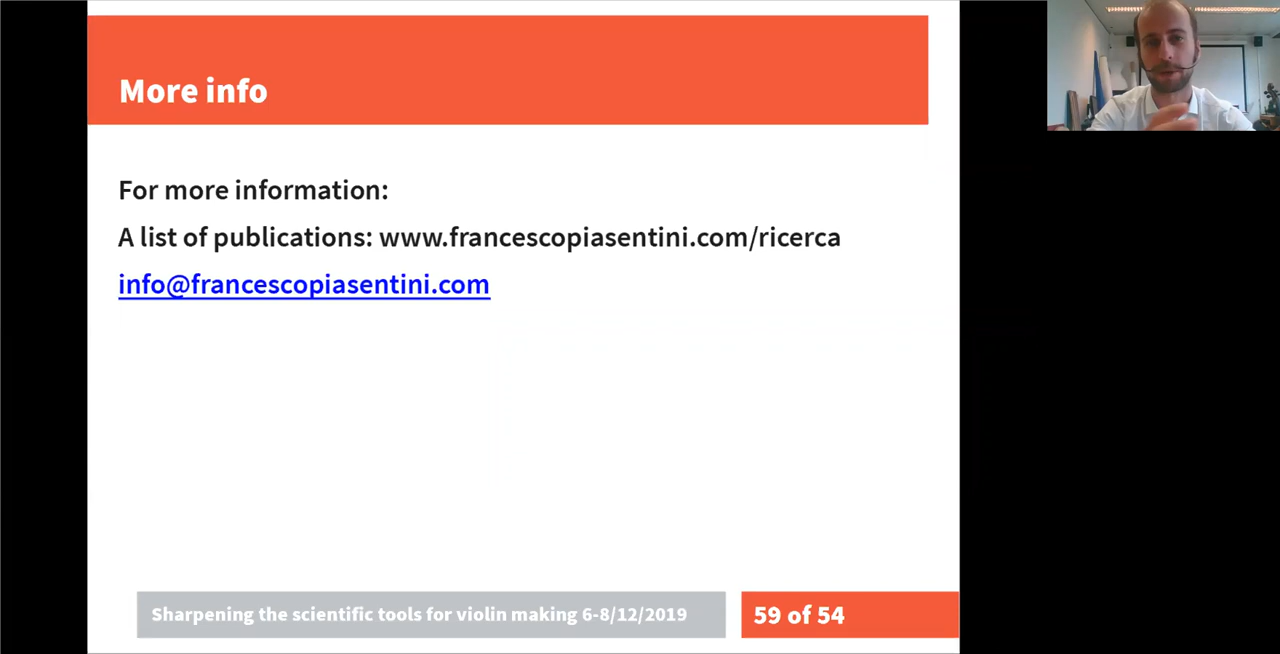 More info
For more information:
A list of publications: www.francescopiasentini.com/ricerca
info@francescopiasentini.com
Sharpening the scientific tools for violin making 6-8/12/2019
59 of 54